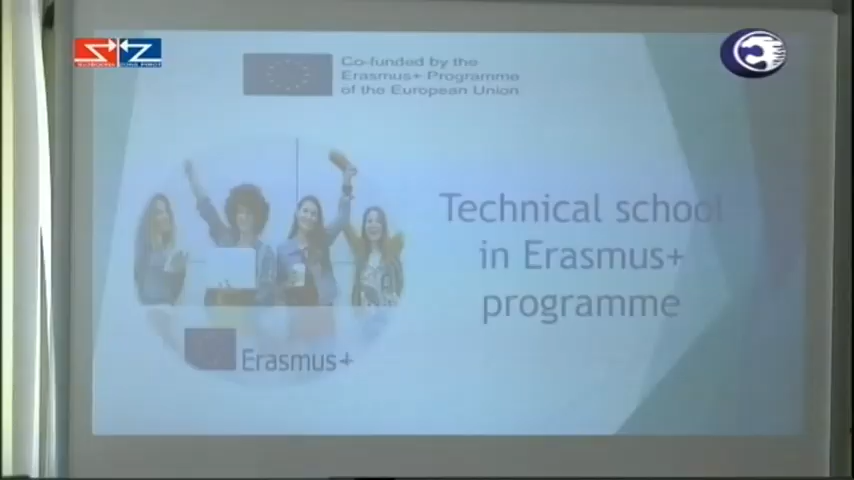 Co-funded by the
Erasmus+ Programme
of the European Union
Technical school
in Erasmus+
programme
Erasmus+